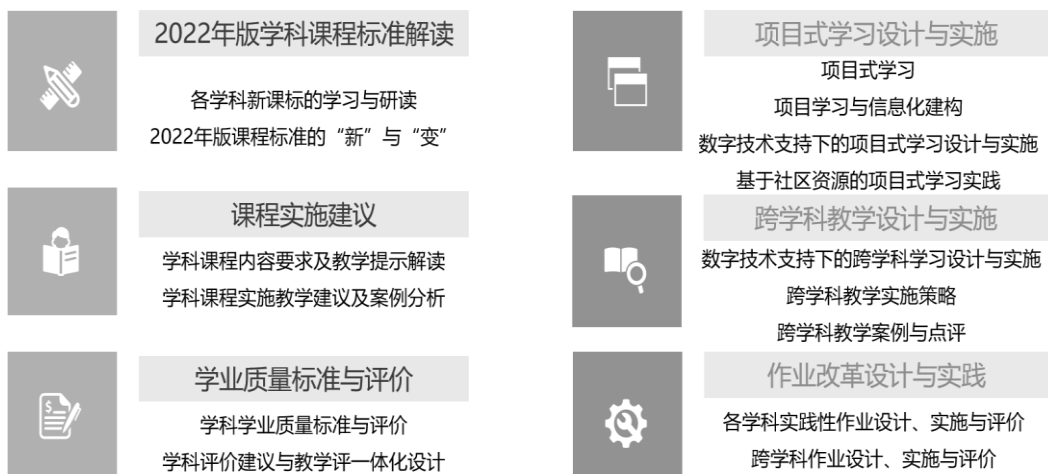 2022年版学科课程标准解读
各学科新课标的学习与研读
2022年版课程标准的“新”与“变”
课程实施建议
学科课程内容要求及教学提示解读
学科课程实施教学建议及案例分析
学业质量标准与评价
学科学业质量标准与评价
学科评价建议与教学评一体化设计
项目式学习设计与实施
项目式学习
项目学习与信息化建构
数字技术支持下的项目式学习设计与实施
基于社区资源的项目式学习实践
跨学科教学设计与实施
数字技术支持下的跨学科学习设计与实施
跨学科教学实施策略
跨学科教学案例与点评
作业改革设计与实践
各学科实践性作业设计、实施与评价
跨学科作业设计、实施与评价